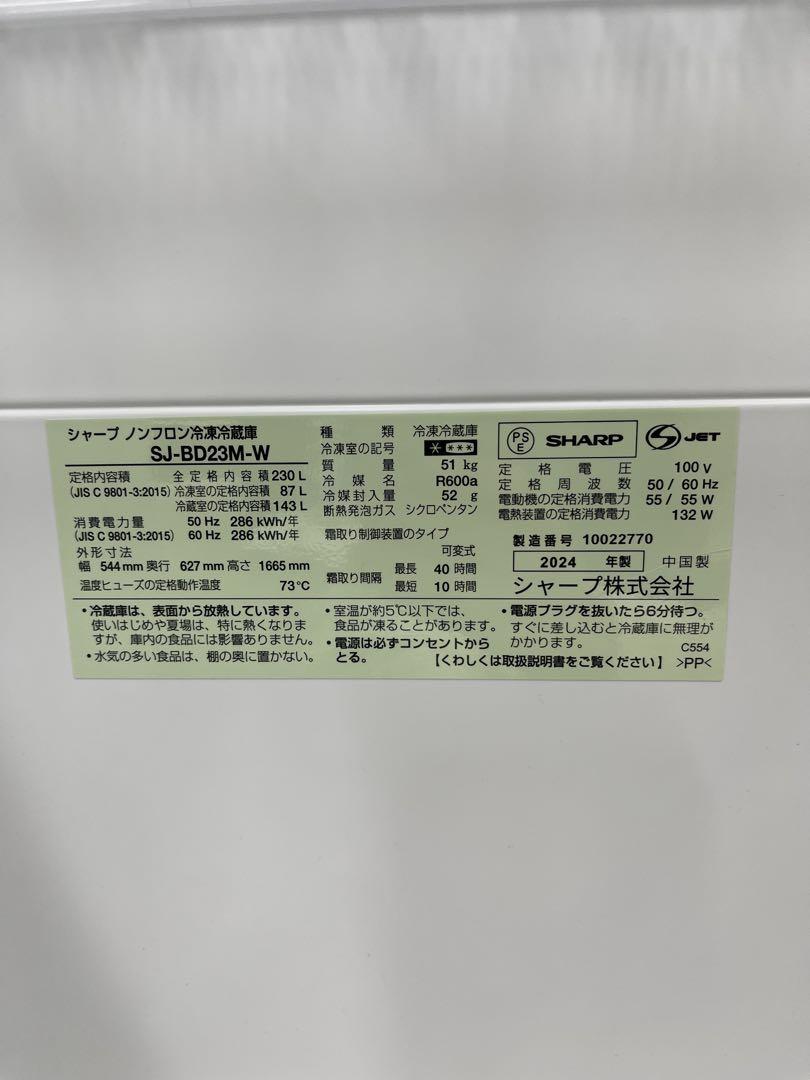 シャープ ノンフロン冷凍冷蔵庫
SJ-BD23M-W
定格内容積 全定格内容積 230 L
(JIS C 9801-3:2015) 冷凍室の定格内容積 87 L
冷蔵室の定格内容積 143 L
消費電力量 50 Hz 286 kWh/年
(JIS C 9801-3:2015) 60 Hz 286 kWh/年
外形寸法
幅 544 mm 奥行 627 mm 高さ 1665 mm
温度ヒューズの定格動作温度 73℃
種類 冷凍冷蔵庫
冷凍室の記号 ****
質量 51 kg
冷媒名 R600a
冷媒封入量 52 g
断熱発泡ガス シクロペンタン
霜取り制御装置のタイプ
可変式
霜取り間隔 最長 40 時間
最短 10 時間
PSE SHARP S JET
定格電圧 100 V
定格周波数 50 / 60 Hz
電動機の定格消費電力 55 / 55 W
電熱装置の定格消費電力 132 W
製造番号 10022770
2024 年製 中国製
シャープ株式会社
・冷蔵庫は、表面から放熱しています。
使いはじめや夏場は、特に熱くなりま
すが、庫内の食品には影響ありません。
・水気の多い食品は、棚の奥に置かない。
・室温が約5℃以下では、
食品が凍ることがあります。
・電源は必ずコンセントから
とる。
・電源プラグを抜いたら6分待つ。
すぐに差し込むと冷蔵庫に無理が
かかります。
C554
【くわしくは取扱説明書をご覧ください】 >PP<